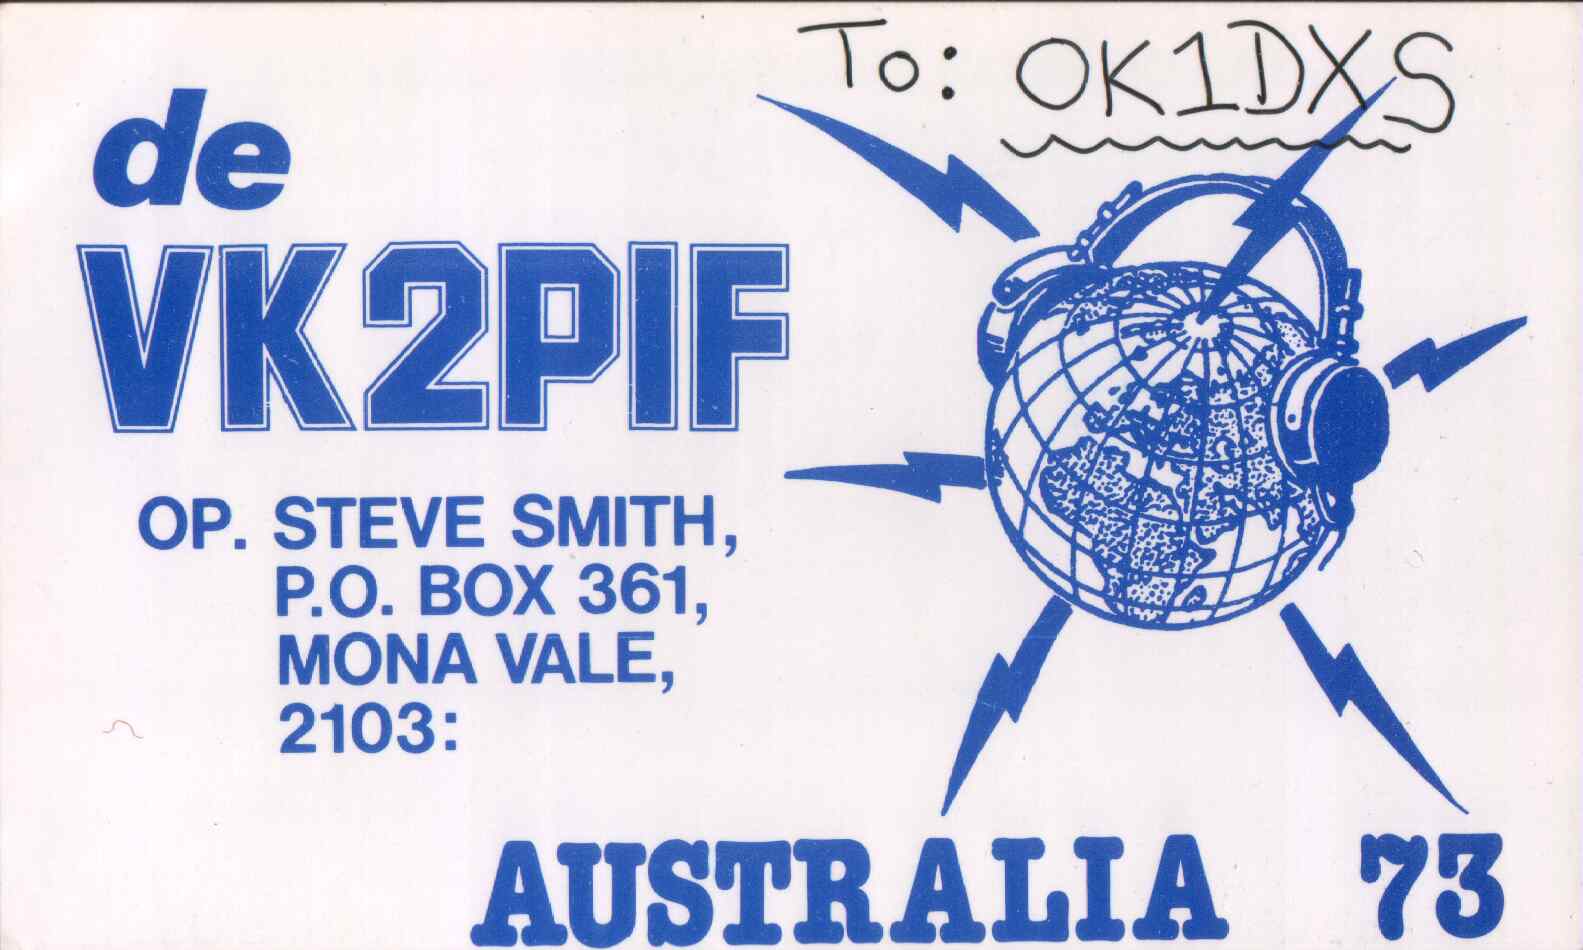 To: OK1DXS
de
VK2PIF
OP. STEVE SMITH,
P.O. BOX 361,
MONA VALE,
2103:
AUSTRALIA 73